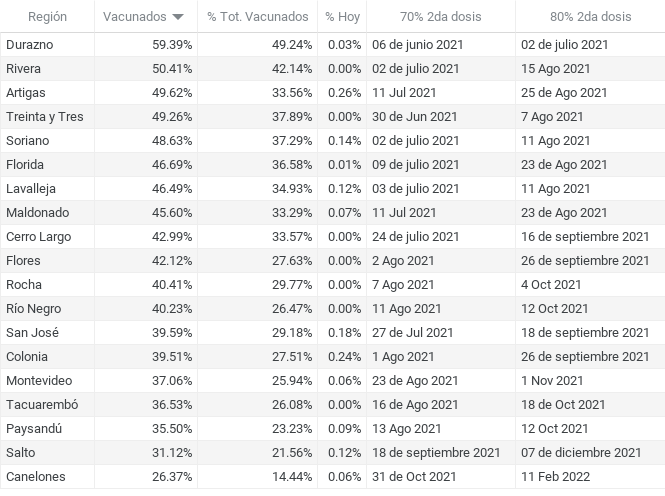 Región Vacunados % Tot. Vacunados % Hoy 70% 2da dosis 80% 2da dosis
Durazno 59.39% 49.24% 0.03% 06 de junio 2021 02 de julio 2021
Rivera 50.41% 42.14% 0.00% 02 de julio 2021 15 Ago 2021
Artigas 49.62% 33.56% 0.26% 11 Jul 2021 25 de Ago 2021
Treinta y Tres 49.26% 37.89% 0.00% 30 de Jun 2021 7 Ago 2021
Soriano 48.63% 37.29% 0.14% 02 de julio 2021 11 Ago 2021
Florida 46.69% 36.58% 0.01% 09 de julio 2021 23 de Ago 2021
Lavalleja 46.49% 34.93% 0.12% 03 de julio 2021 11 Ago 2021
Maldonado 45.60% 33.29% 0.07% 11 Jul 2021 23 de Ago 2021
Cerro Largo 42.99% 33.57% 0.00% 24 de julio 2021 16 de septiembre 2021
Flores 42.12% 27.63% 0.00% 2 Ago 2021 26 de septiembre 2021
Rocha 40.41% 29.77% 0.00% 7 Ago 2021 4 Oct 2021
Río Negro 40.23% 26.47% 0.00% 11 Ago 2021 12 Oct 2021
San José 39.59% 29.18% 0.18% 27 de Jul 2021 18 de septiembre 2021
Colonia 39.51% 27.51% 0.24% 1 Ago 2021 26 de septiembre 2021
Montevideo 37.06% 25.94% 0.06% 23 de Ago 2021 1 Nov 2021
Tacuarembó 36.53% 26.08% 0.00% 16 de Ago 2021 18 de Oct 2021
Paysandú 35.50% 23.23% 0.09% 13 Ago 2021 12 Oct 2021
Salto 31.12% 21.56% 0.12% 18 de septiembre 2021 07 de diciembre 2021
Canelones 26.37% 14.44% 0.06% 31 de Oct 2021 11 Feb 2022